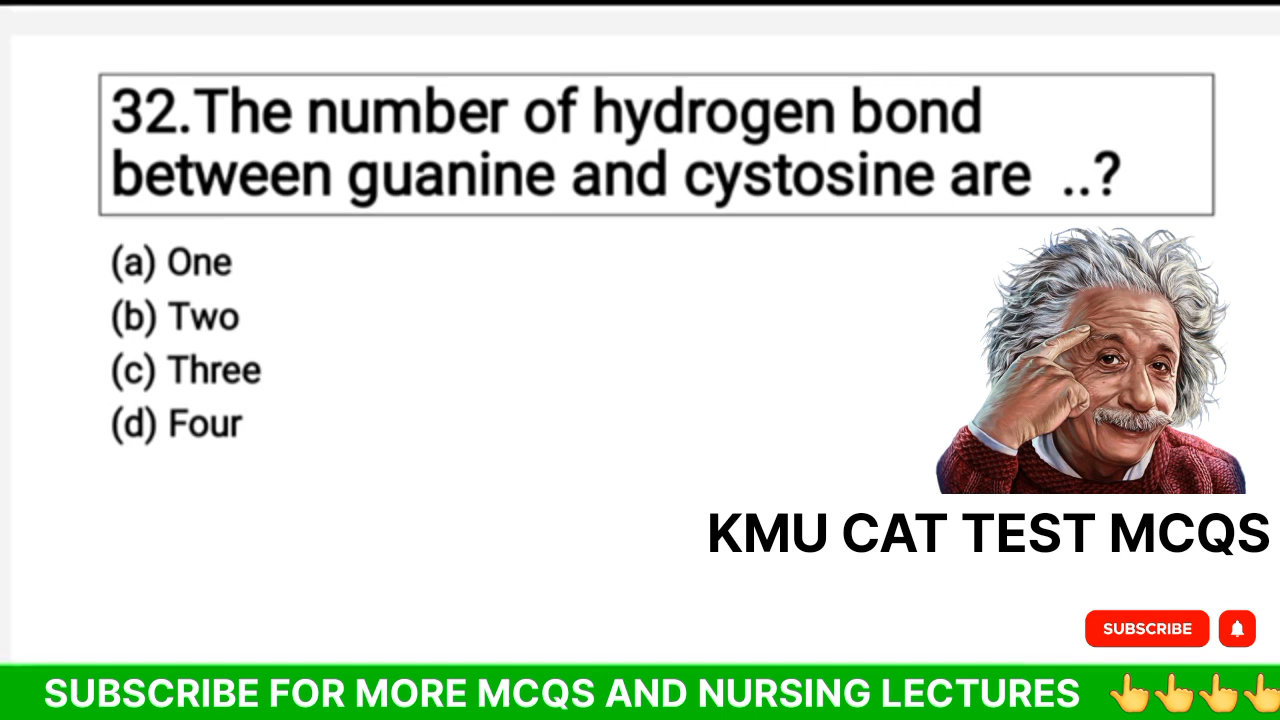 32.The number of hydrogen bond
between guanine and cystosine are ..?
(a) One
(b) Two
(c) Three
(d) Four
KMU CAT TEST MCQS
SUBSCRIBE
SUBSCRIBE FOR MORE MCQS AND NURSING LECTURES 👆👆👆👆